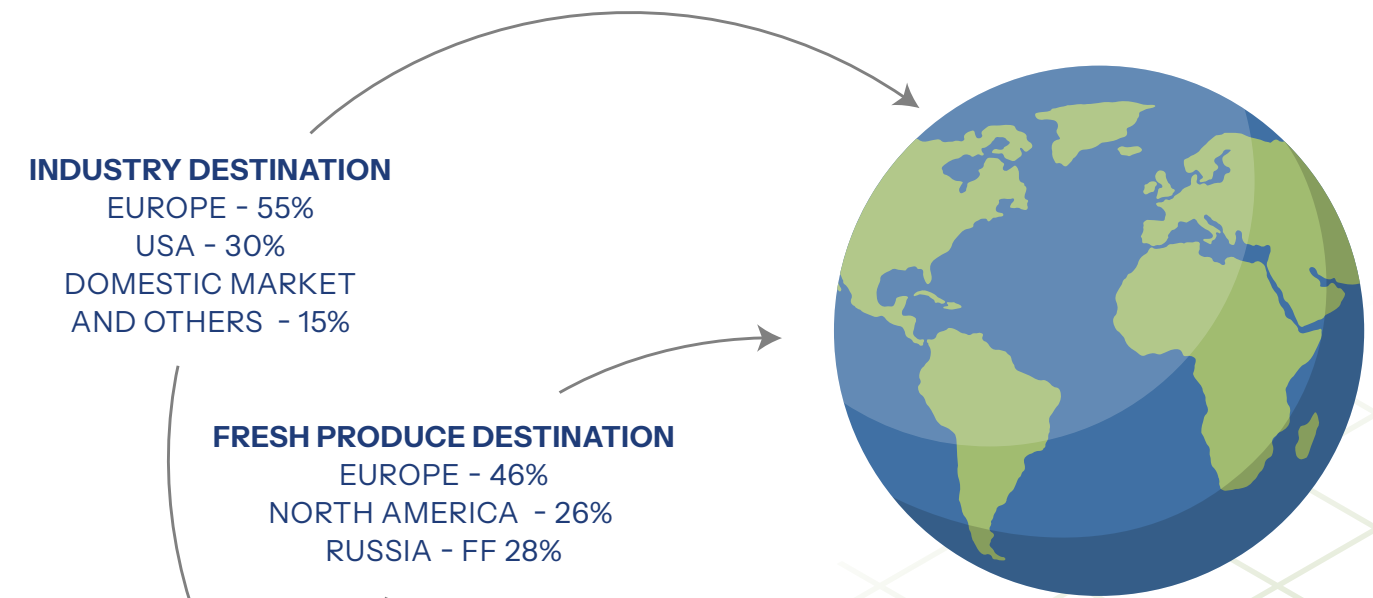 INDUSTRY DESTINATION
EUROPE - 55%
USA - 30%
DOMESTIC MARKET
AND OTHERS - 15%
FRESH PRODUCE DESTINATION
EUROPE - 46%
NORTH AMERICA - 26%
RUSSIA - FF 28%